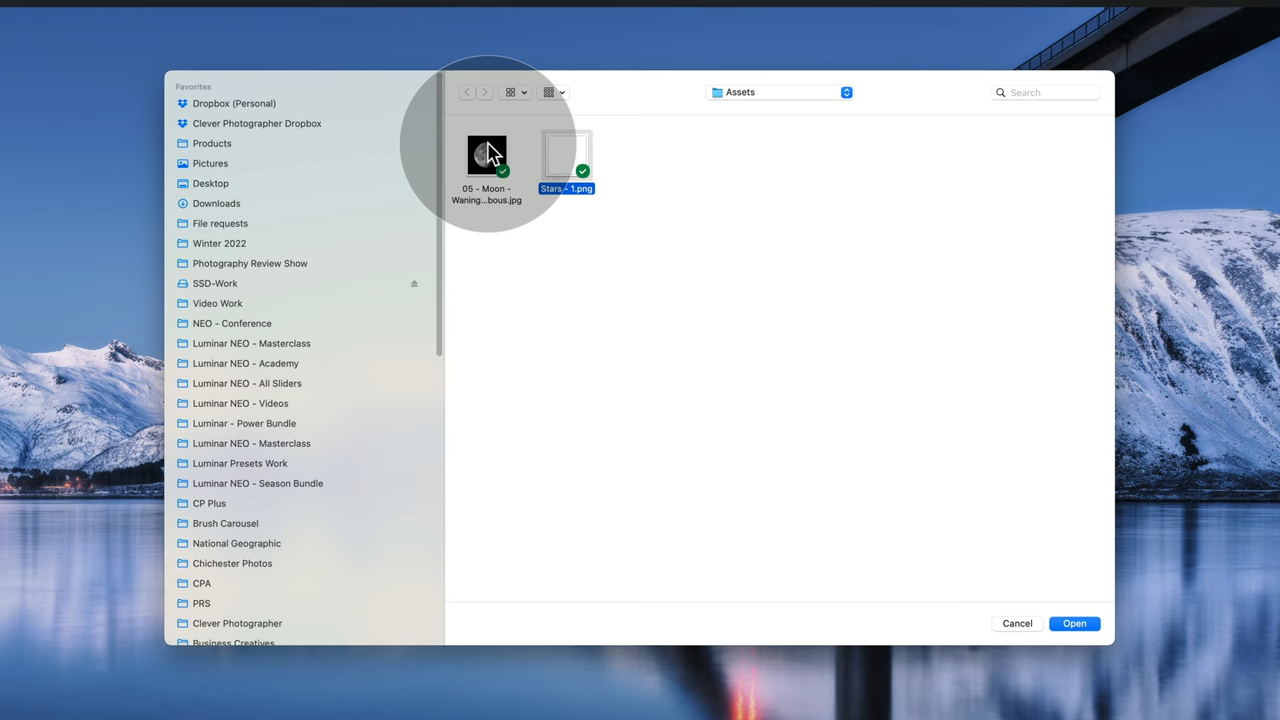 Favorites
Dropbox (Personal)
Clever Photographer Dropbox
Products
Pictures
Desktop
Downloads
File requests
Winter 2022
Photography Review Show
SSD-Work
Video Work
NEO - Conference
Luminar NEO - Masterclass
Luminar NEO - Academy
Luminar NEO - All Sliders
Luminar NEO - Videos
Luminar - Power Bundle
Luminar NEO - Masterclass
Luminar Presets Work
Luminar NEO - Season Bundle
CP Plus
Brush Carousel
National Geographic
Chichester Photos
CPA
PRS
Clever Photographer
Business Creatives
Assets
Search
05 - Moon -
Waning...bous.jpg
Stars - 1.png
Cancel
Open